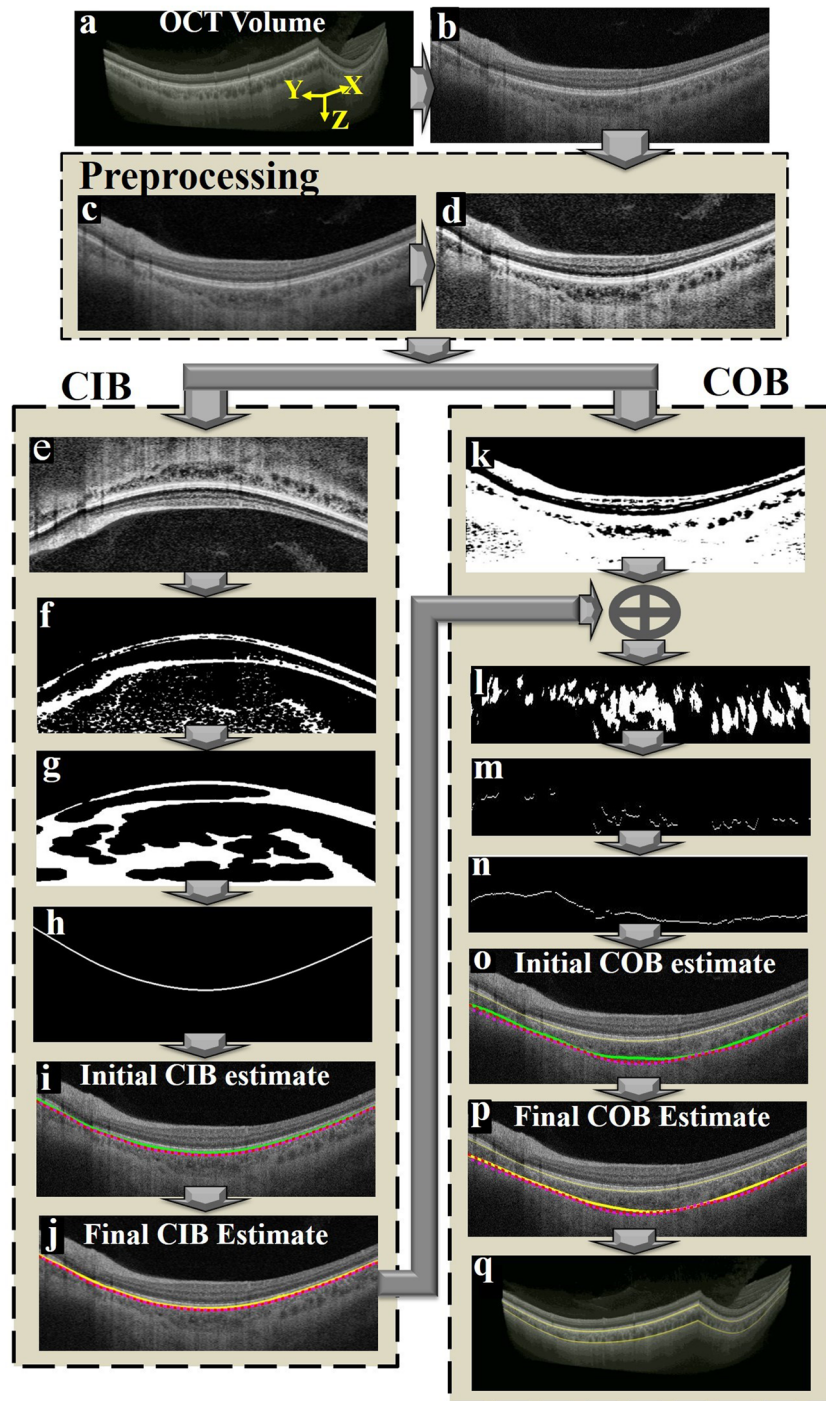 a
OCT Volume
Y
X
Z
b
Preprocessing
c
d
CIB
e
f
g
h
i
Initial CIB estimate
j
Final CIB Estimate
COB
k
l
m
n
o
Initial COB estimate
p
Final COB Estimate
q